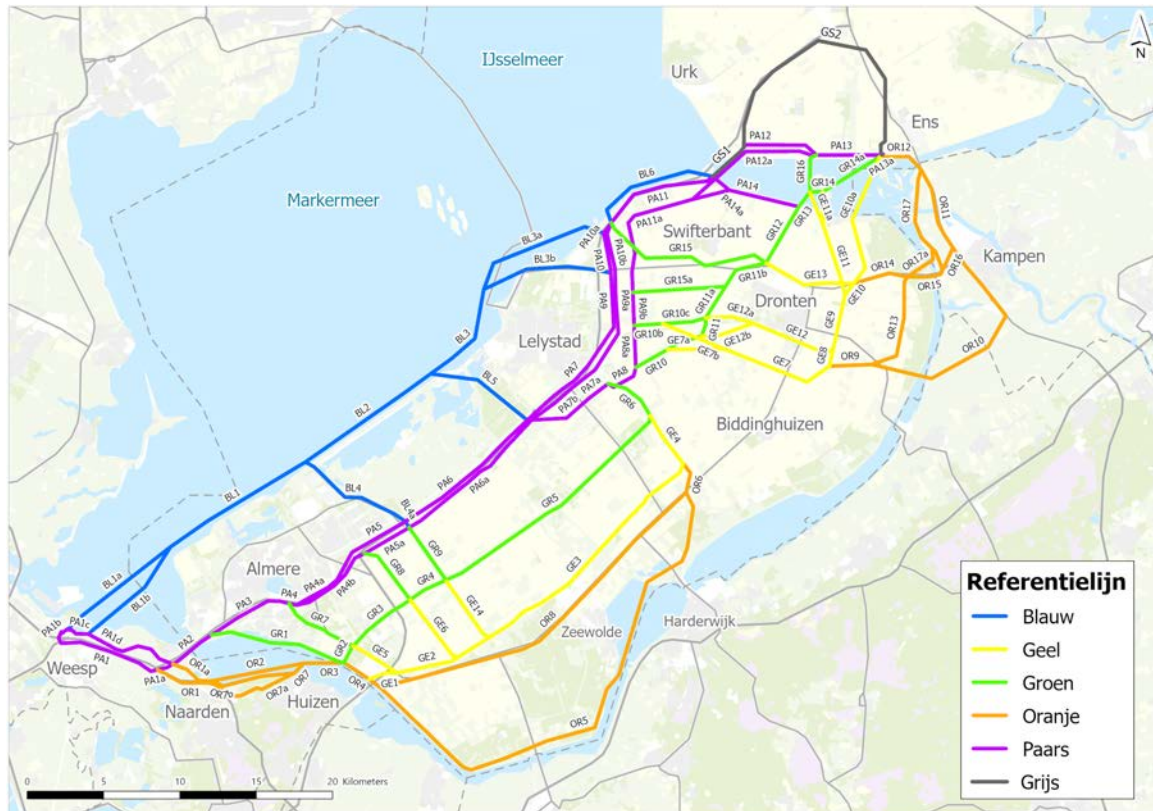 GS2
N
IJsselmeer
Urk
Ens
PA12
PA13
OR12
GS1
PA12a
GR16
GR14a
PA13a
BL6
GR14
PA11
PA14
GE10a
OR17
OR11
Markermeer
PA14a
GR13
GE11a
PA11a
BL3a
PA10a
Swifterbant
GR12
PA10b
Kampen
BL3b
PA10
GR15
GE11
OR17a
OR16
GR11b
GE13
OR14
OR15
GR15a
GE10
PA9
PA9a
PA9b
Dronten
GR11a
GE9
BL3
Lelystad
GR10c
GE12a
OR13
GR10b
GR11
GE12
OR10
GE7a
GE12b
PA8a
GE7b
GE8
PA7
GR10
GE7
OR9
BL5
PA7a
PA8
BL2
PA7b
GR6
GE4
Biddinghuizen
BL1
PA6
OR6
BL4
PA6a
GR5
BL4a
PA5
PA5a
GR9
GE3
Almere
GR8
BL1a
PA4a
GR4
BL1b
PA4
PA4b
GE14
OR8
PA3
GR3
Zeewolde
Harderwijk
PA1b
PA1c
GR7
GE6
PA1d
PA2
GR1
GR2
Weesp
PA1
GE5
GE2
OR1a
OR2
PA1a
OR3
OR7
GE1
OR1
OR7a
OR4
Naarden
Huizen
OR5
0
5
10
15
20 Kilometers
Referentielijn
Blauw
Geel
Groen
Oranje
Paars
Grijs